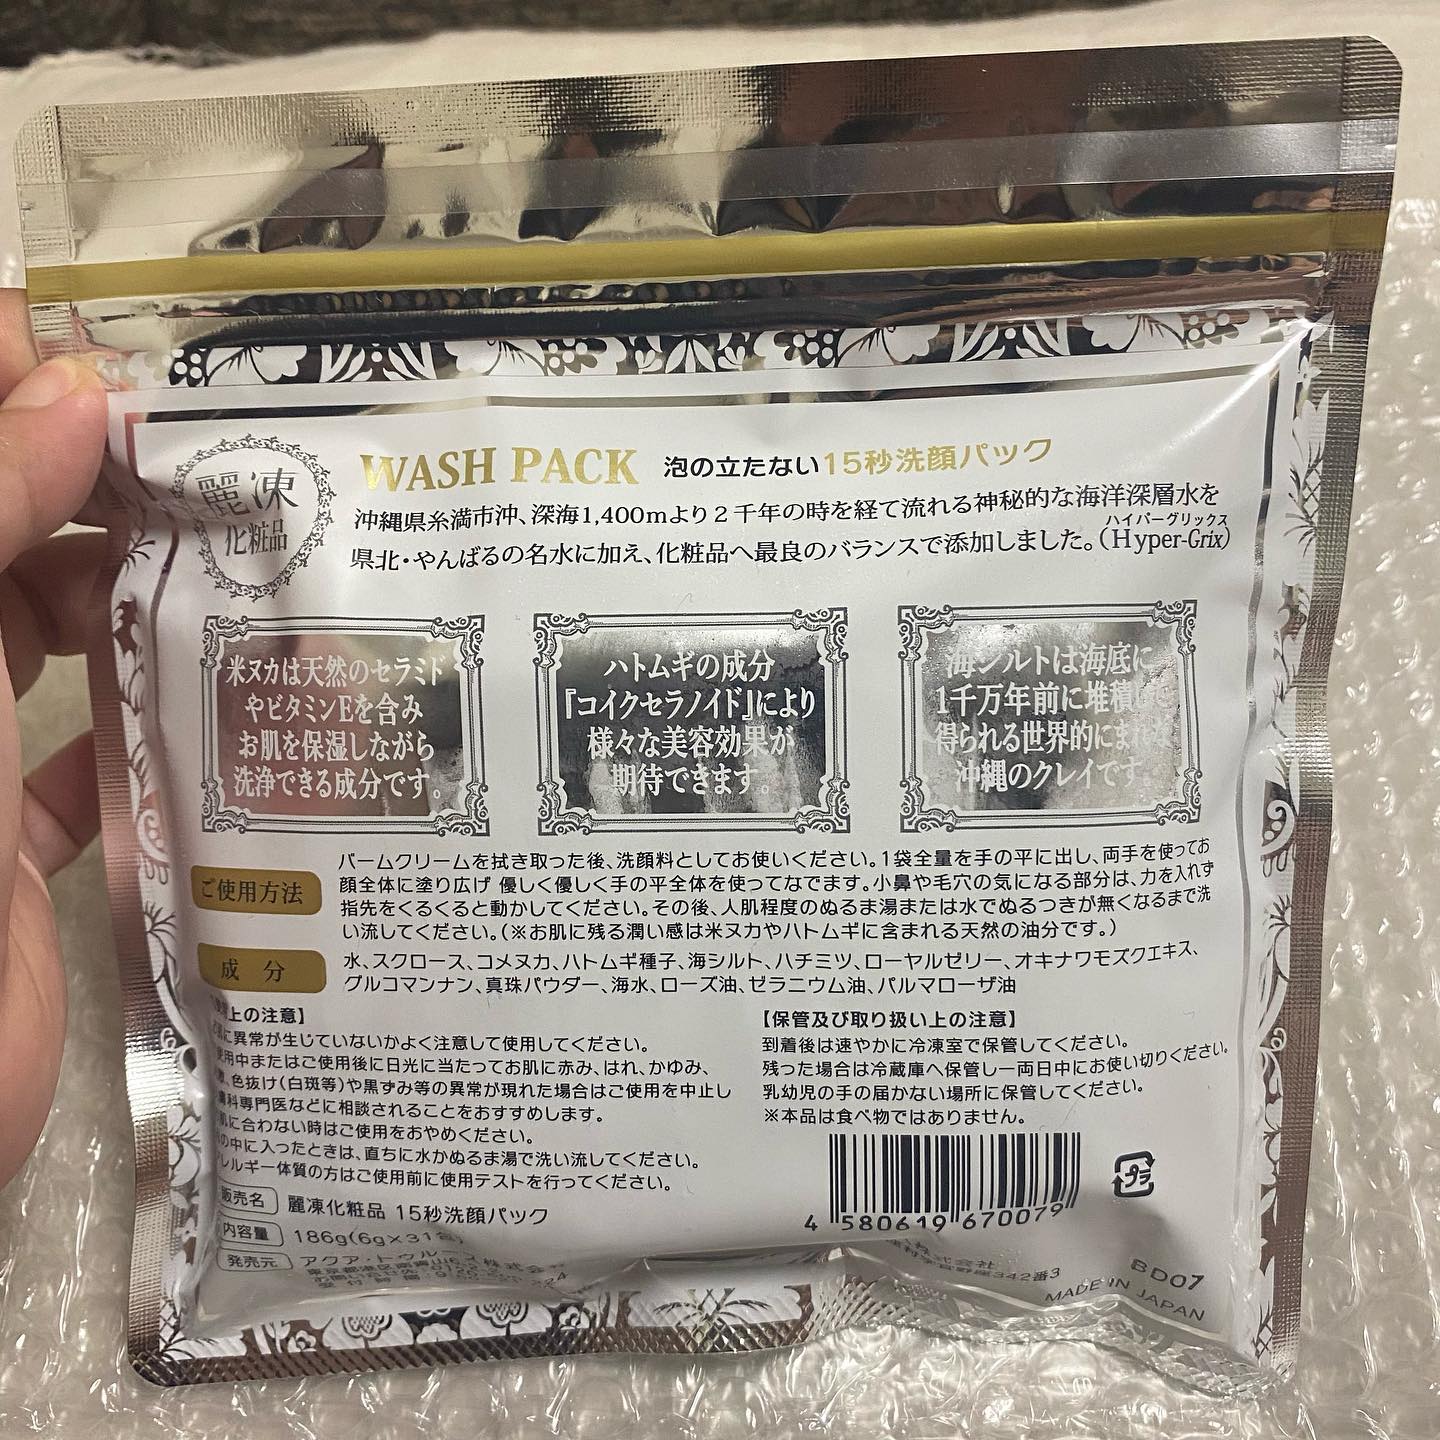 麗凍
化粧品
WASH PACK 泡の立たない15秒洗顔パック
沖縄県糸満市沖、深海1,400mより2千年の時を経て流れる神秘的な海洋深層水を
ハイパーグリックス
県北・やんばるの名水に加え、化粧品へ最良のバランスで添加しました。(Hyper-Grix)
米ヌカは天然のセラミド
やビタミンEを含み
お肌を保湿しながら
洗浄できる成分です。
ハトムギの成分
『コイクセラノイド』により
様々な美容効果が
期待できます。
海シルトは海底に
1千万年前に堆積し
得られる世界的にまれな
沖縄のクレイです
ご使用方法
バームクリームを拭き取った後、洗顔料としてお使いください。1袋全量を手の平に出し、両手を使ってお
顔全体に塗り広げ 優しく優しく手の平全体を使ってなでます。小鼻や毛穴の気になる部分は、力を入れず
指先をくるくると動かしてください。その後、人肌程度のぬるま湯または水でぬるつきが無くなるまで洗
い流してください。(※お肌に残る潤い感は米ヌカやハトムギに含まれる天然の油分です。)
成分
水、スクロース、コメヌカ、ハトムギ種子、海シルト、ハチミツ、ローヤルゼリー、オキナワモズクエキス、
グルコマンナン、真珠パウダー、海水、ローズ油、ゼラニウム油、パルマローザ油
上の注意】
に異常が生じていないかよく注意して使用してください。
使用中またはご使用後に日光に当たってお肌に赤み、はれ、かゆみ、
、色抜け(白斑等)や黒ずみ等の異常が現れた場合はご使用を中止し
膚科専門医などに相談されることをおすすめします。
肌に合わない時はご使用をおやめください。
の中に入ったときは、直ちに水かぬるま湯で洗い流してください。
レルギー体質の方はご使用前に使用テストを行ってください。
【保管及び取り扱い上の注意】
到着後は速やかに冷凍室で保管してください。
残った場合は冷蔵庫へ保管し一両日中にお使い切りください。
乳幼児の手の届かない場所に保管してください。
※本品は食べ物ではありません。
販売名 麗凍化粧品 15秒洗顔パック
内容量 186g(6g×31包)
発売元 アクア・トゥルース株式会
4 580619 670079
プラ
株式会社
342番3
BD07
MADE IN JAPAN